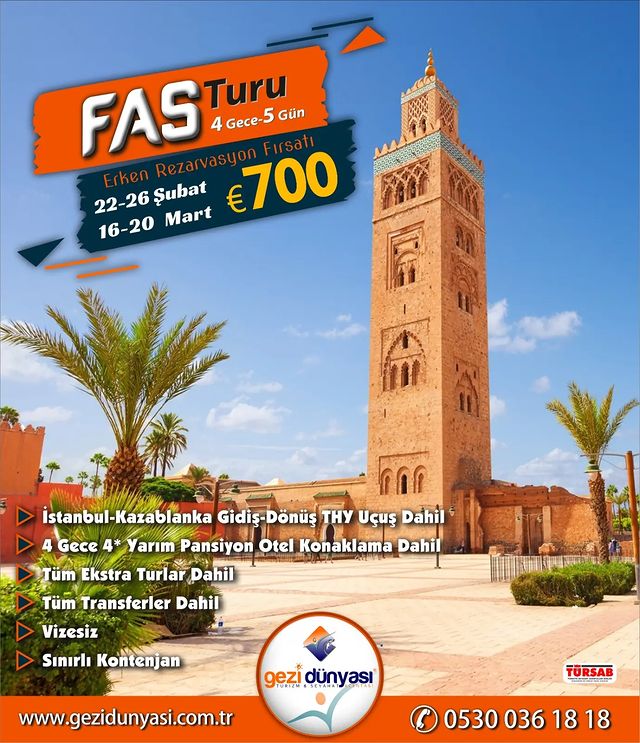 FAS Turu
4 Gece-5 Gün
Erken Rezarvasyon Fırsatı
22-26 Şubat
16-20 Mart
€700
İstanbul-Kazablanka Gidiş-Dönüş THY Uçuş Dahil
4 Gece 4* Yarım Pansiyon Otel Konaklama Dahil
Tüm Ekstra Turlar Dahil
Tüm Transferler Dahil
Vizesiz
Sınırlı Kontenjan
gezi dünyası
TURİZM & SEYAHAT ACENTASI
TÜRSAB
www.gezidunyasi.com.tr
0530 036 18 18